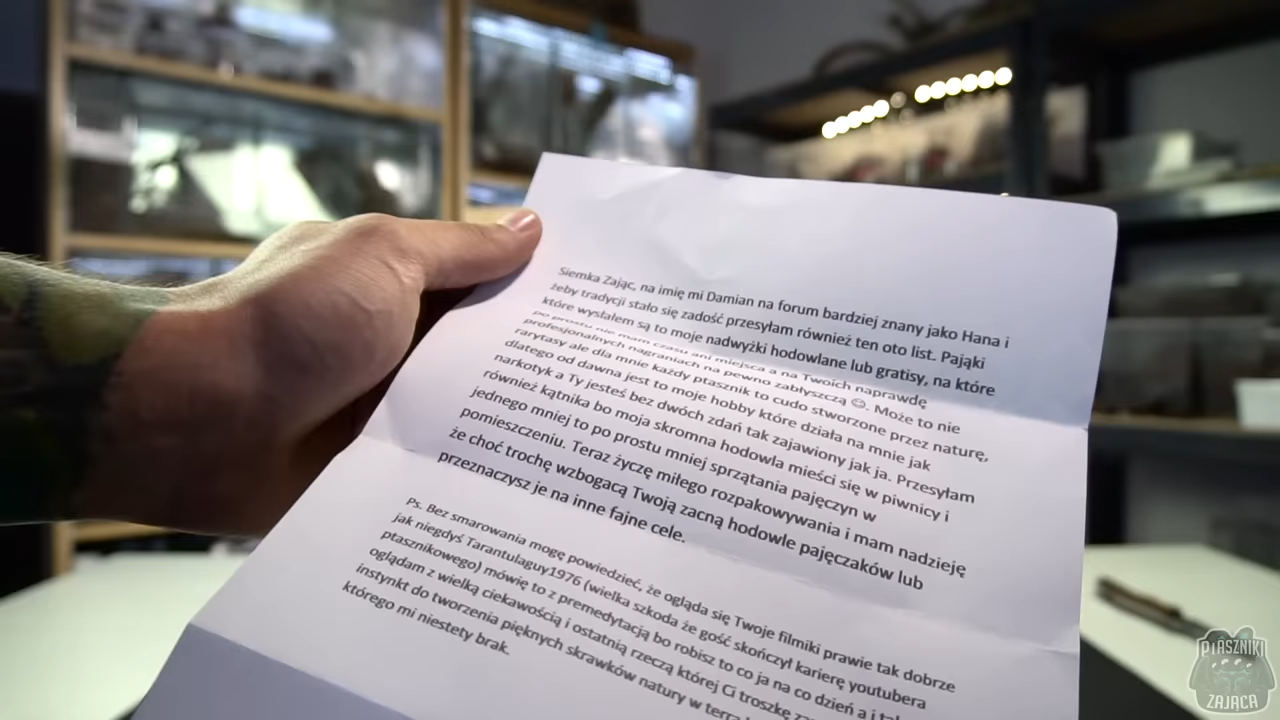 Siemka Zając, na imię mi Damian na forum bardziej znany jako Hana i
żeby tradycji stało się zadość przesyłam również ten oto list. Pająki
które wysłałem są to moje nadwyżki hodowlane lub gratisy, na które
po prostu nie mam czasu ani miejsca a na Twoich naprawdę
profesjonalnych nagraniach na pewno zabłyszczą ☺. Może to nie
rarytasy ale dla mnie każdy ptasznik to cudo stworzone przez naturę,
dlatego od dawna jest to moje hobby które działa na mnie jak
narkotyk a Ty jesteś bez dwóch zdań tak zajawiony jak ja. Przesyłam
również kątnika bo moja skromna hodowla mieści się w piwnicy i
jednego mniej to po prostu mniej sprzątania pajęczyn w
pomieszczeniu. Teraz życzę miłego rozpakowywania i mam nadzieję
że choć trochę wzbogacą Twoją zacną hodowle pajęczaków lub
przeznaczysz je na inne fajne cele.
Ps. Bez smarowania mogę powiedzieć, że ogląda się Twoje filmiki prawie tak dobrze
jak niegdyś Tarantulaguy1976 (wielka szkoda że gość skończył karierę youtubera
ptasznikowego) mówię to z premedytacją bo robisz to co ja na co dzień a i
oglądam z wielką ciekawością i ostatnią rzeczą której Ci troszkę
instynkt do tworzenia pięknych skrawków natury w
którego mi niestety brak.
PTASZNIKI
ZAJĄCA